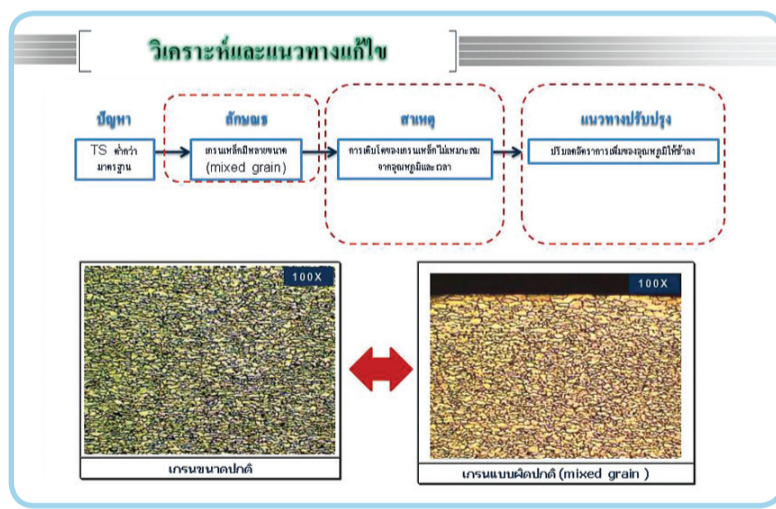 วิเคราะห์และแนวทางแก้ไข
ปัญหา
ลักษณะ
สาเหตุ
แนวทางปรับปรุง
TS ต่ำกว่า
มาตรฐาน
เกรนเหล็กมีหลายขนาด
(mixed grain)
การเติบโตของเกรนเหล็กไม่เหมาะสม
จากอุณหภูมิและเวลา
ปรับลดอัตราการเพิ่มของอุณหภูมิให้ช้าลง
100X
100X
เกรนขนาดปกติ
เกรนแบบผิดปกติ (mixed grain )